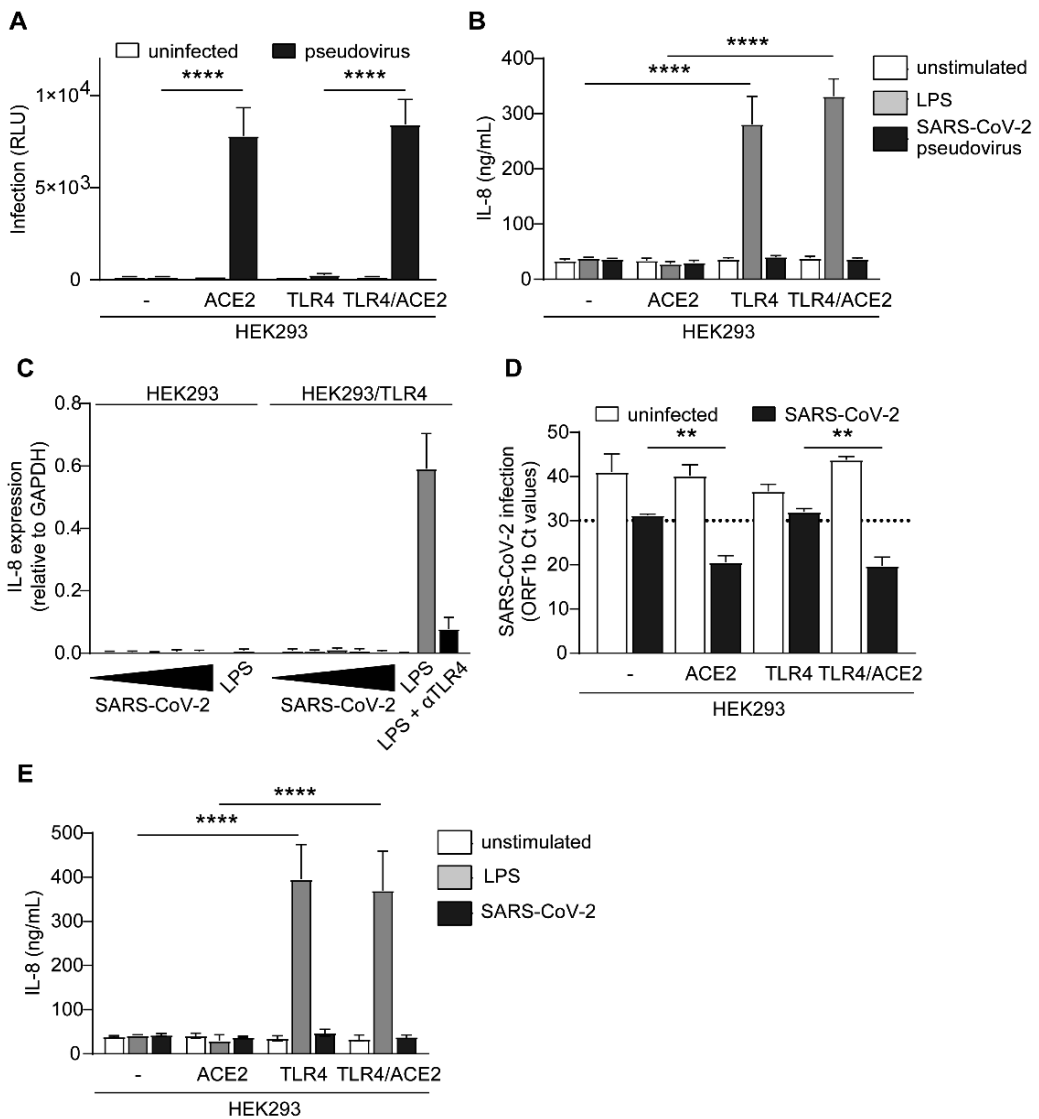 A
uninfected pseudovirus
**** ****
Infection (RLU)
1×10⁴
5×10³
0
- ACE2 TLR4 TLR4/ACE2
HEK293
B
****
****
IL-8 (ng/mL)
400
300
200
100
0
- ACE2 TLR4 TLR4/ACE2
HEK293
unstimulated
LPS
SARS-CoV-2
pseudovirus
C
HEK293 HEK293/TLR4
IL-8 expression
(relative to GAPDH)
0.8
0.6
0.4
0.2
0.0
SARS-CoV-2 LPS SARS-CoV-2 LPS LPS + αTLR4
D
uninfected SARS-CoV-2
** **
SARS-CoV-2 infection
(ORF1b Ct values)
50
40
30
20
10
0
- ACE2 TLR4 TLR4/ACE2
HEK293
E
****
****
IL-8 (ng/mL)
500
400
300
200
100
0
- ACE2 TLR4 TLR4/ACE2
HEK293
unstimulated
LPS
SARS-CoV-2